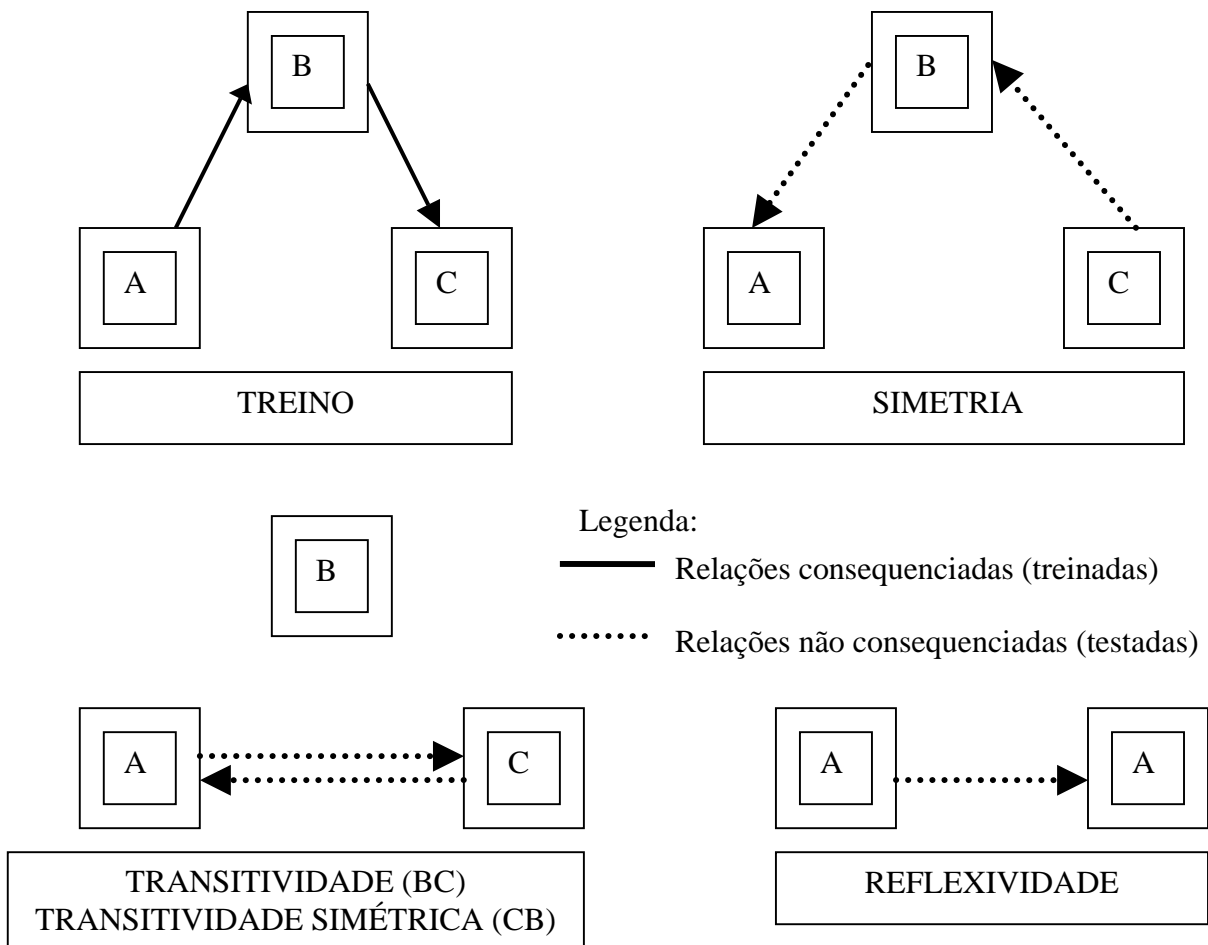 B
A
C
TREINO
B
A
C
SIMETRIA
B
Legenda:
Relações consequenciadas (treinadas)
Relações não consequenciadas (testadas)
A
C
TRANSITIVIDADE (BC)
TRANSITIVIDADE SIMÉTRICA (CB)
A
A
REFLEXIVIDADE